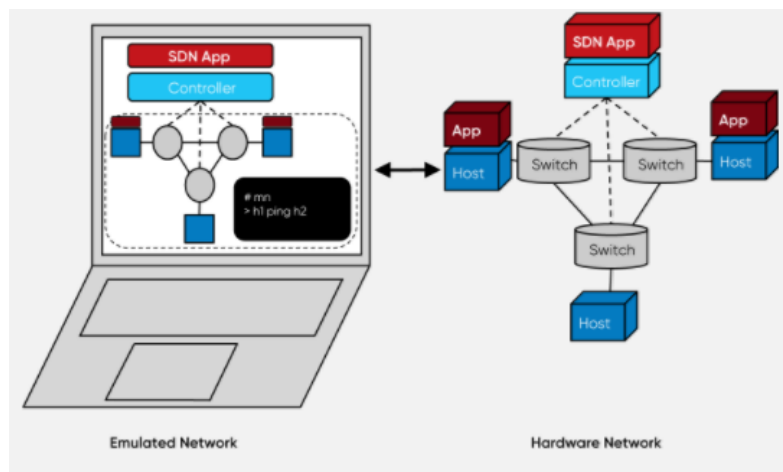 SDN App
Controller
# mn
> h1 ping h2
SDN App
Controller
App
Host
App
Host
Switch
Switch
Switch
Host
Emulated Network
Hardware Network